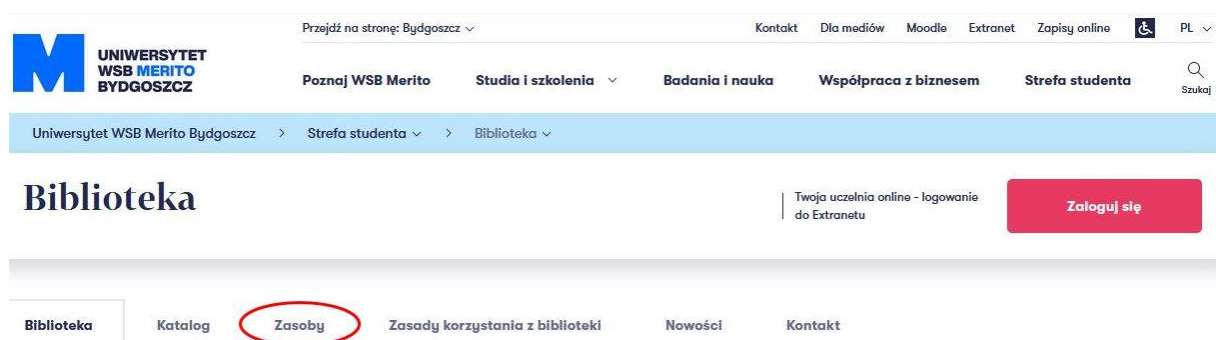 Przejdź na stronę: Bydgoszcz
Kontakt Dla mediów Moodle Extranet Zapisy online PL
UNIWERSYTET
WSB MERITO
BYDGOSZCZ
Poznaj WSB Merito Studia i szkolenia Badania i nauka Współpraca z biznesem Strefa studenta
Szukaj
Uniwersytet WSB Merito Bydgoszcz > Strefa studenta > Biblioteka
Biblioteka
Twoja uczelnia online - logowanie
do Extranetu
Zaloguj się
Biblioteka Katalog Zasoby Zasady korzystania z biblioteki Nowości Kontakt